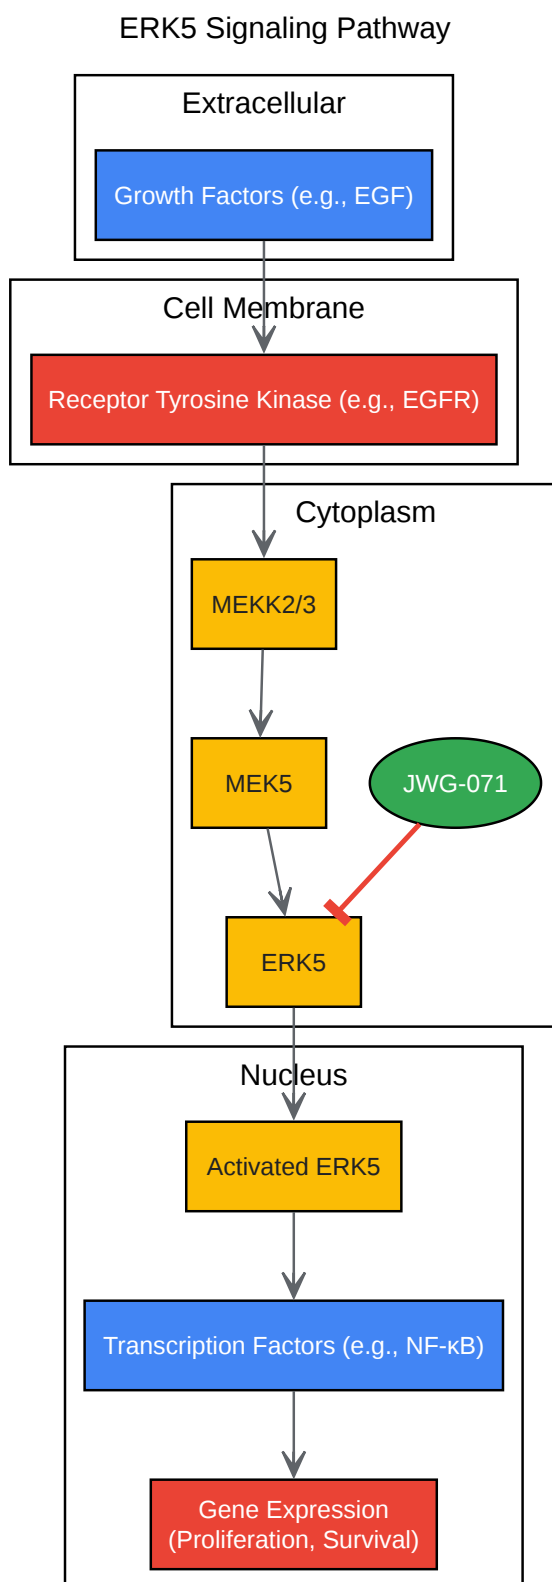 ERK5 Signaling Pathway
Extracellular
Growth Factors (e.g., EGF)
Cell Membrane
Receptor Tyrosine Kinase (e.g., EGFR)
Cytoplasm
MEKK2/3
MEK5
JWG-071
ERK5
Nucleus
Activated ERK5
Transcription Factors (e.g., NF-κB)
Gene Expression
(Proliferation, Survival)